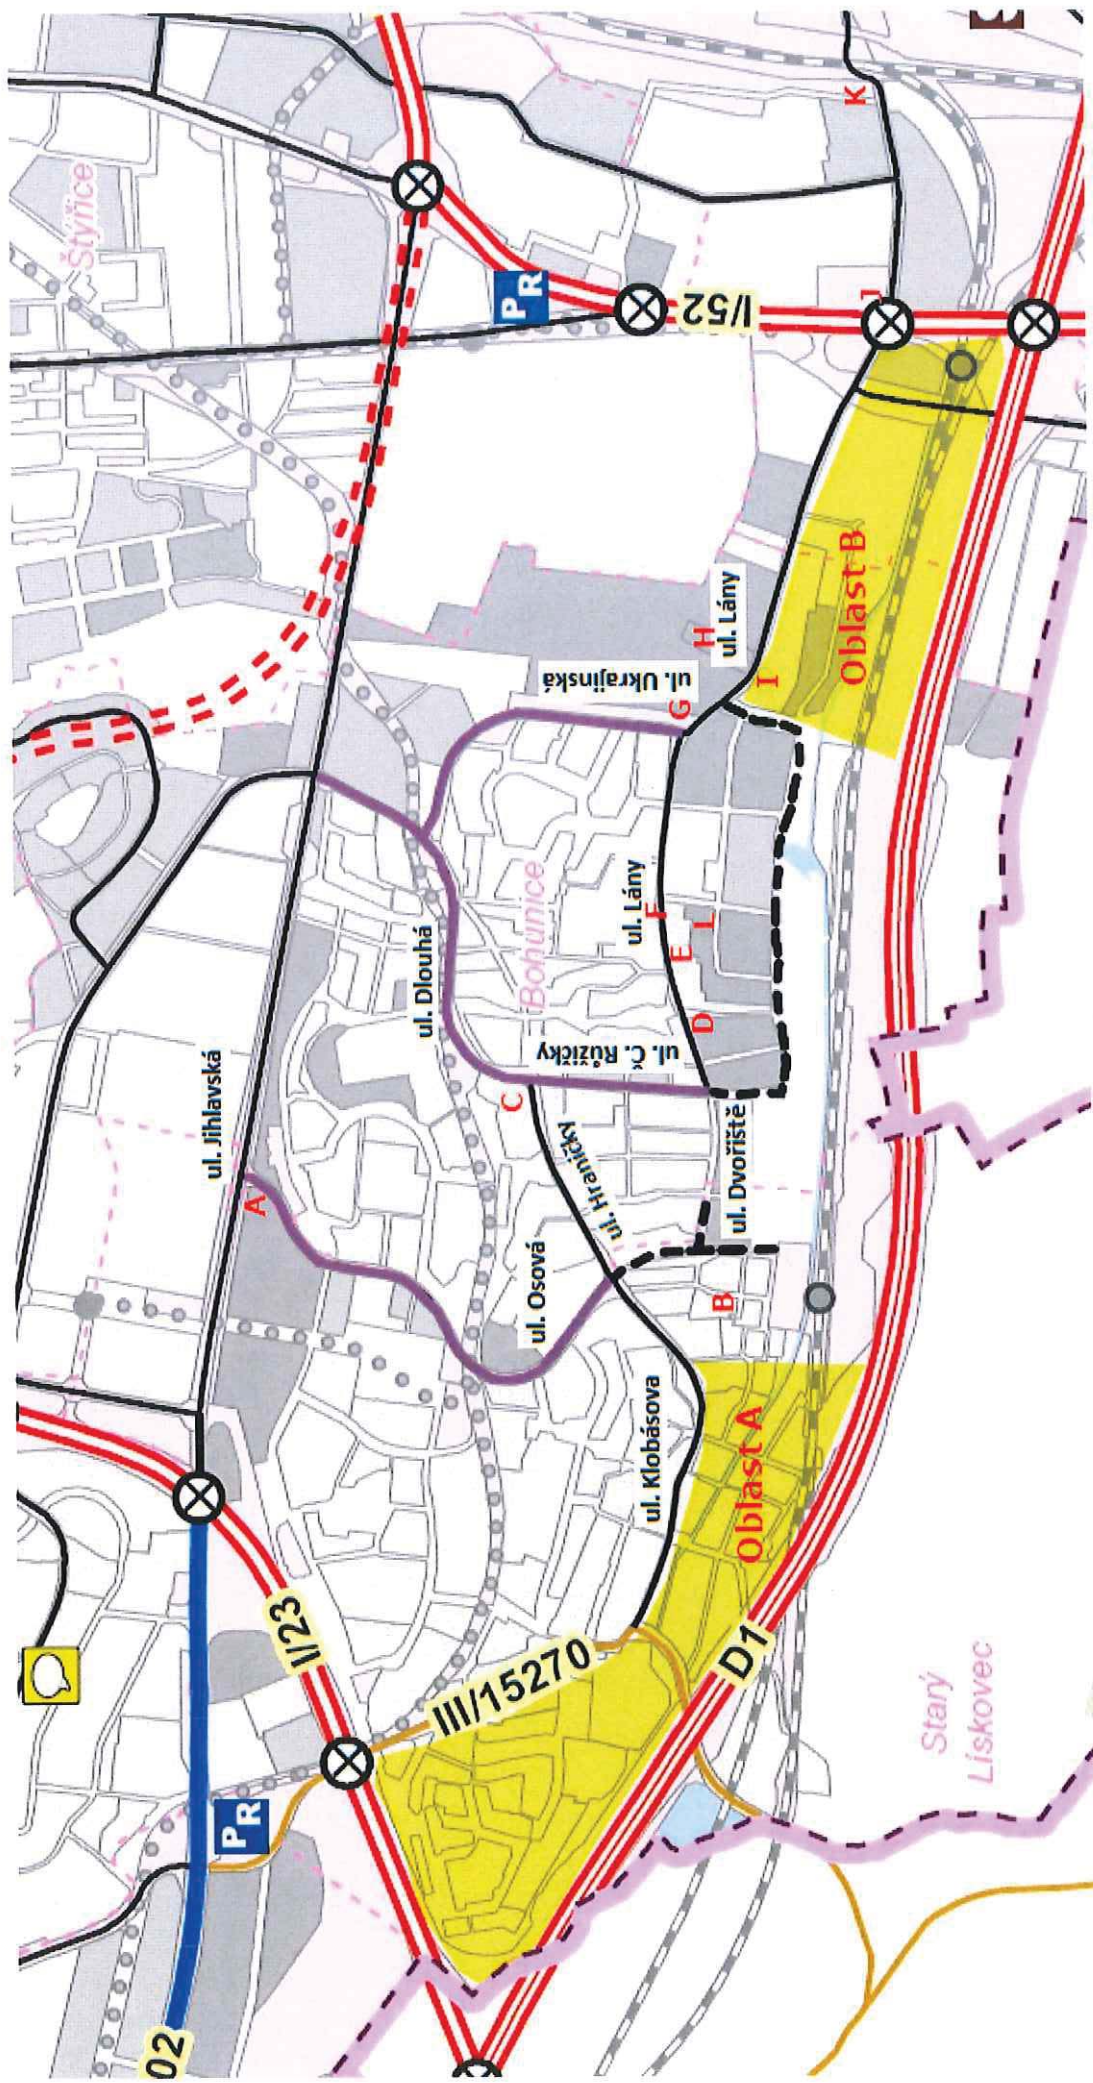 Štýřice
02
ul. Jihlavská
P
R
A
I/23
ul. Dlouhá
III/15270
C
P
R
Bohunice
ul. Osová
ul. Hraničky
ul. Ukrajinská
ul. Č. Růžičky
ul. Lány
ul. Klobásova
F
E
G
D
L
H
I/52
B
ul. Lány
ul. Dvořiště
D1
Oblast A
I
Oblast B
K
J
Starý
Lískovec